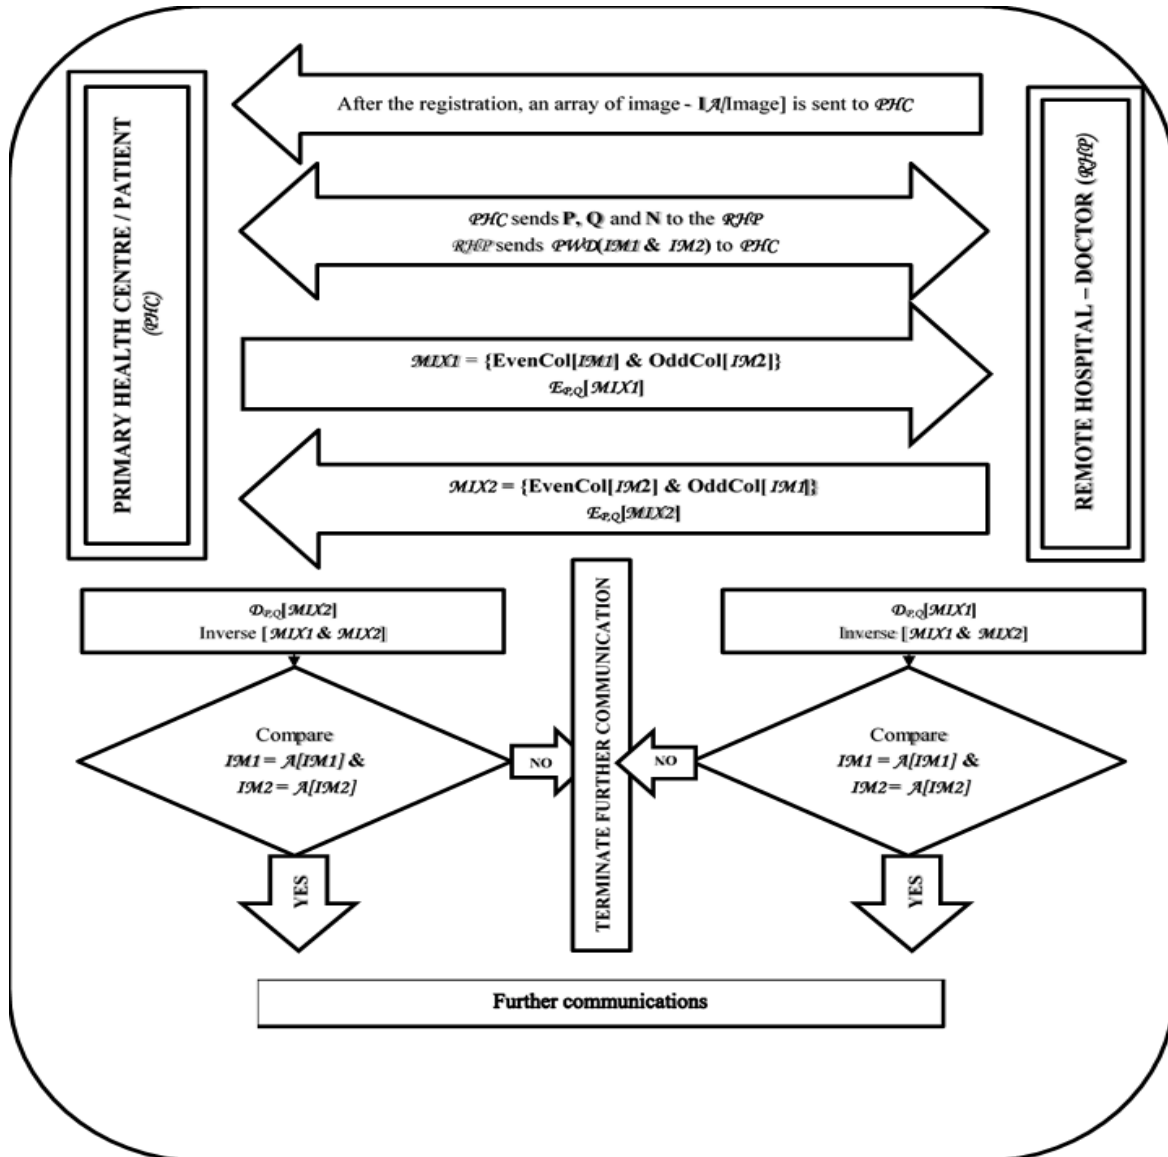 PRIMARY HEALTH CENTRE / PATIENT
(PHC)
After the registration, an array of image - IA[Image] is sent to PHC
PHC sends P, Q and N to the RHP
RHP sends PWD(IM1 & IM2) to PHC
MIX1 = {EvenCol[IM1] & OddCol[IM2]}
EP,Q[MIX1]
MIX2 = {EvenCol[IM2] & OddCol[IM1]}
EP,Q[MIX2]
REMOTE HOSPITAL – DOCTOR (RHP)
DP,Q[MIX2]
Inverse [MIX1 & MIX2]
Compare
IM1 = A[IM1] &
IM2 = A[IM2]
NO
YES
TERMINATE FURTHER COMMUNICATION
DP,Q[MIX1]
Inverse [MIX1 & MIX2]
Compare
IM1 = A[IM1] &
IM2 = A[IM2]
NO
YES
Further communications